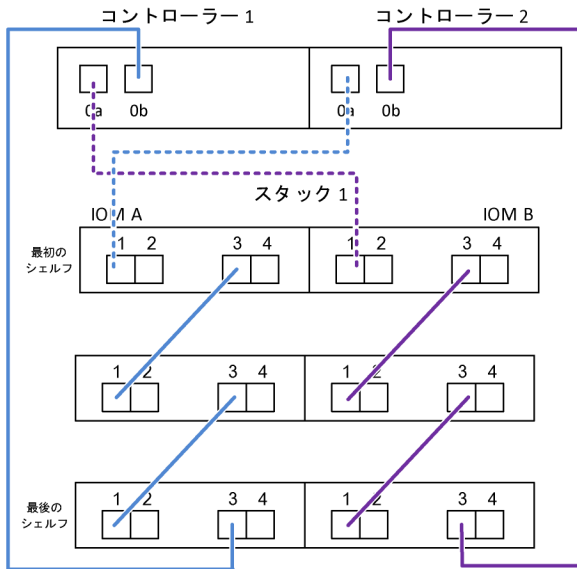 コントローラー 1 コントローラー 2
0a 0b 0a 0b
スタック 1
IOM A IOM B
最初の
シェルフ
1 2 3 4 1 2 3 4
1 2 3 4 1 2 3 4
最後の
シェルフ
1 2 3 4 1 2 3 4